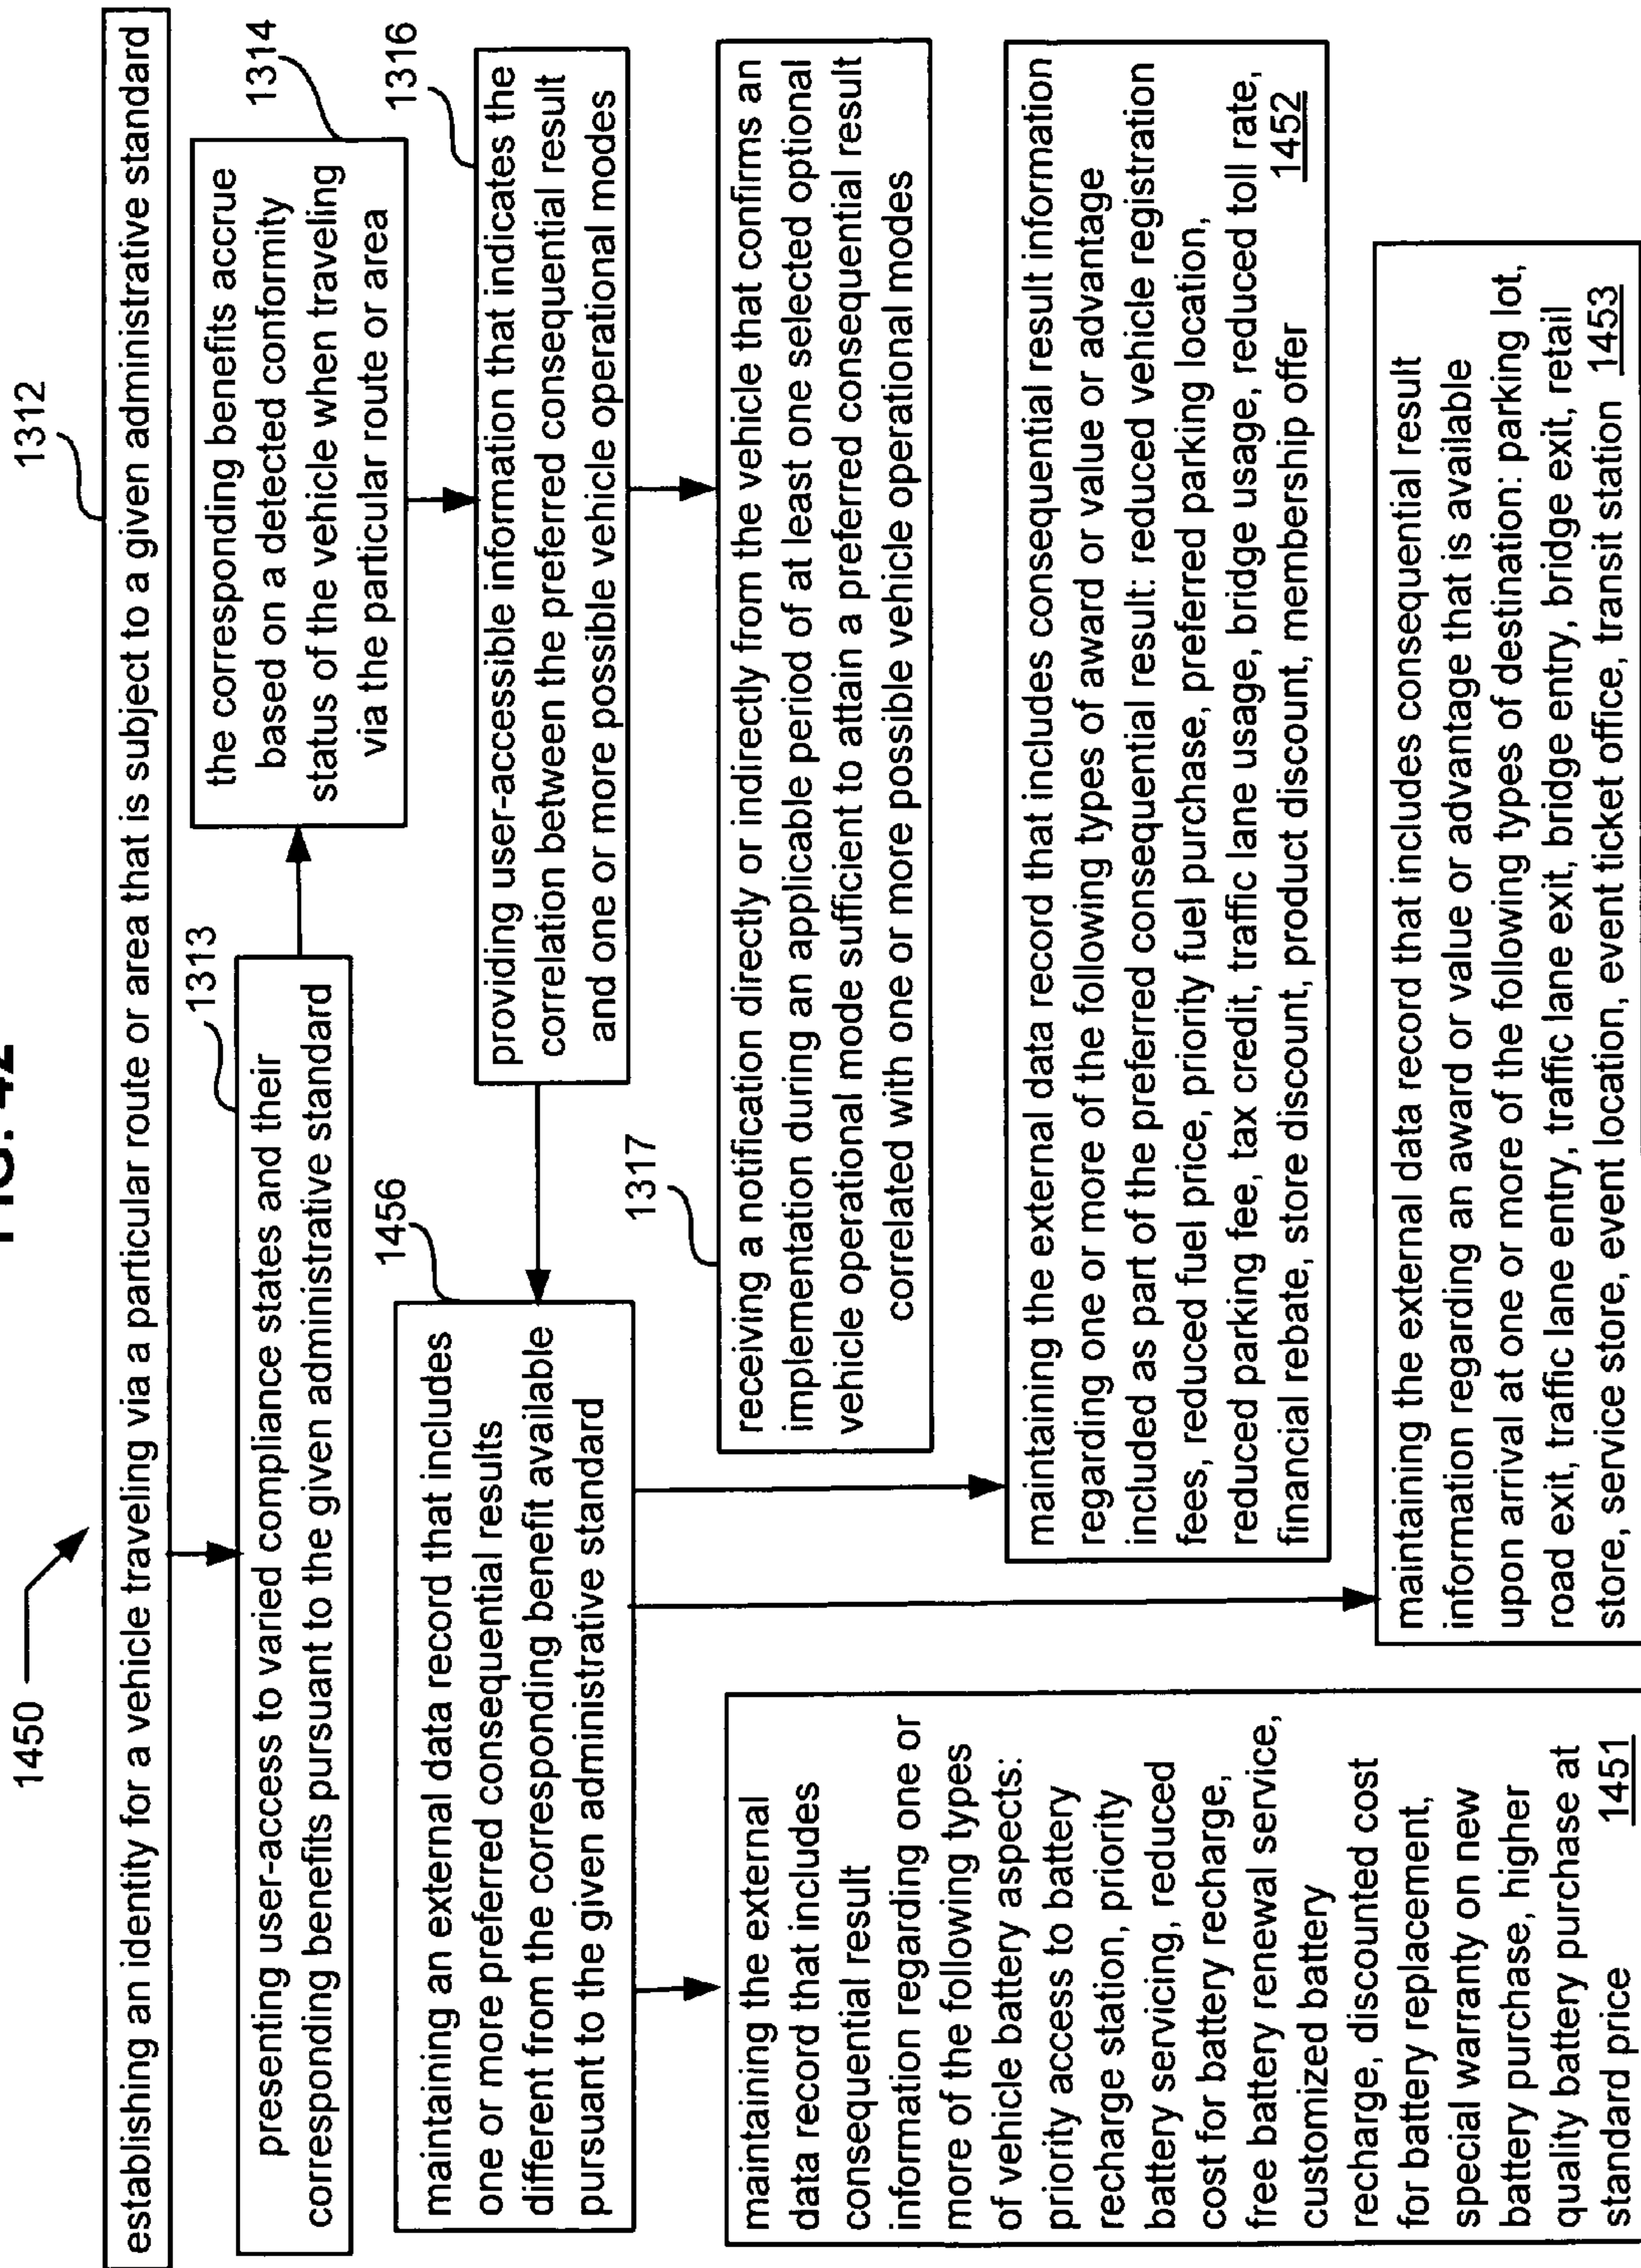 FIG. 42
1450
1312
establishing an identity for a vehicle traveling via a particular route or area that is subject to a given administrative standard
1313
presenting user-access to varied compliance states and their
corresponding benefits pursuant to the given administrative standard
1314
the corresponding benefits accrue
based on a detected conformity
status of the vehicle when traveling
via the particular route or area
1316
providing user-accessible information that indicates the
correlation between the preferred consequential result
and one or more possible vehicle operational modes
1456
maintaining an external data record that includes
one or more preferred consequential results
different from the corresponding benefit available
pursuant to the given administrative standard
1317
receiving a notification directly or indirectly from the vehicle that confirms an
implementation during an applicable period of at least one selected optional
vehicle operational mode sufficient to attain a preferred consequential result
correlated with one or more possible vehicle operational modes
maintaining the external data record that includes consequential result information
regarding one or more of the following types of award or value or advantage
included as part of the preferred consequential result: reduced vehicle registration
fees, reduced fuel price, priority fuel purchase, preferred parking location,
reduced parking fee, tax credit, traffic lane usage, bridge usage, reduced toll rate,
financial rebate, store discount, product discount, membership offer 1452
maintaining the external
data record that includes
consequential result
information regarding one or
more of the following types
of vehicle battery aspects:
priority access to battery
recharge station, priority
battery servicing, reduced
cost for battery recharge,
free battery renewal service,
customized battery
recharge, discounted cost
for battery replacement,
special warranty on new
battery purchase, higher
quality battery purchase at
standard price 1451
maintaining the external data record that includes consequential result
information regarding an award or value or advantage that is available
upon arrival at one or more of the following types of destination: parking lot,
road exit, traffic lane entry, traffic lane exit, bridge entry, bridge exit, retail
store, service store, event location, event ticket office, transit station 1453